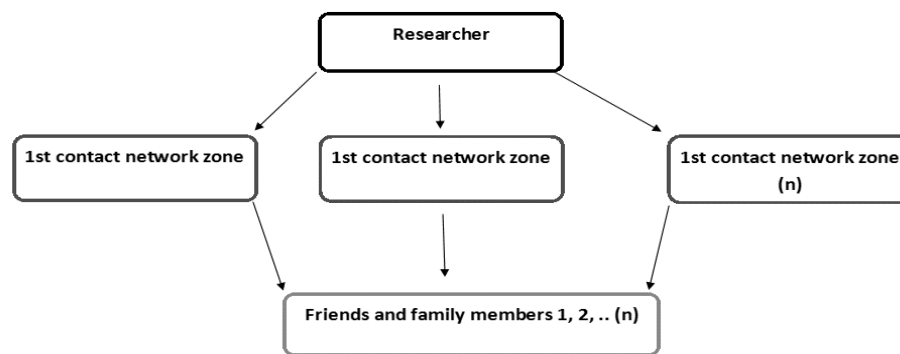 Researcher
1st contact network zone
1st contact network zone
1st contact network zone
(n)
Friends and family members 1, 2, .. (n)